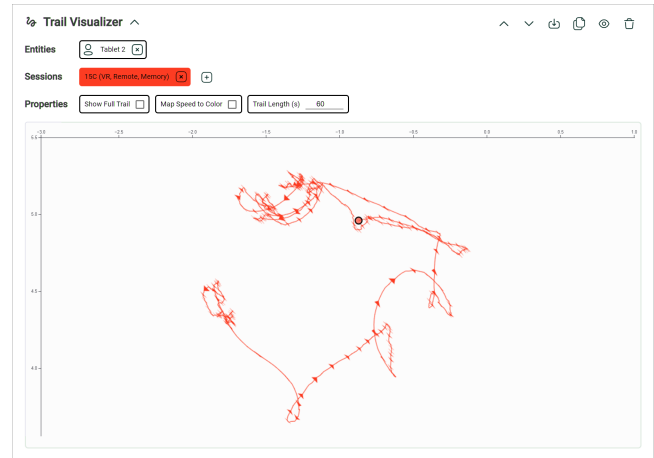 Trail Visualizer
Entities Tablet 2
Sessions 15C (VR, Remote, Memory)
Properties Show Full Trail Map Speed to Color Trail Length (s) 60
-3.0 -2.5 -2.0 -1.5 -1.0 -0.5 0.0 0.5 1.0
5.5
5.0
4.5
4.0